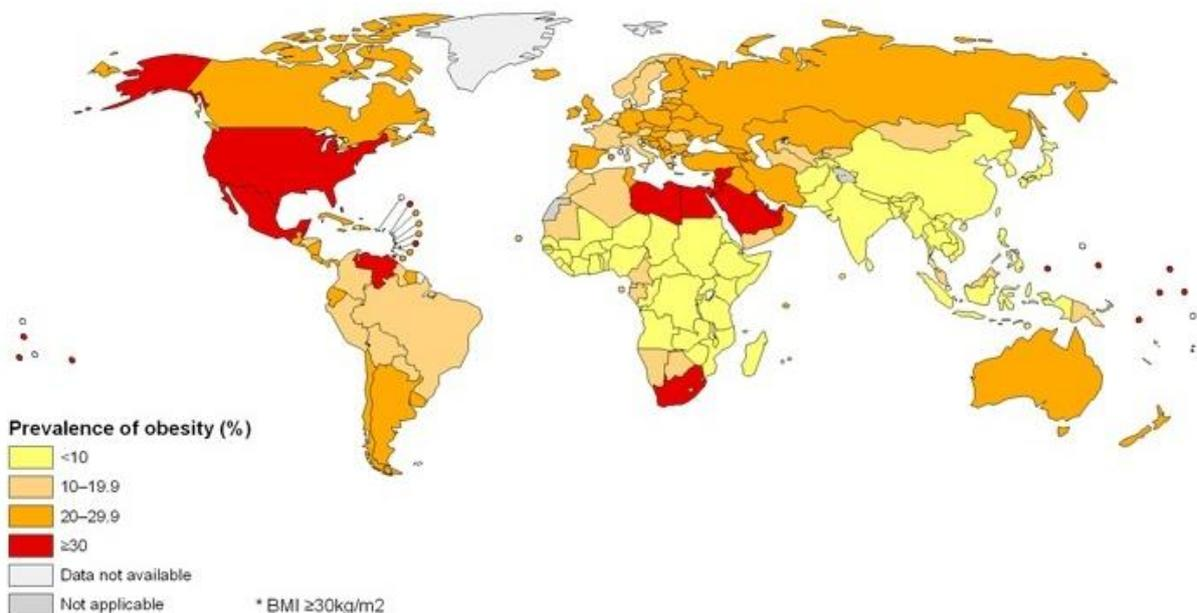 Prevalence of obesity (%)
<10
10–19.9
20–29.9
≥30
Data not available
Not applicable
* BMI ≥30kg/m2